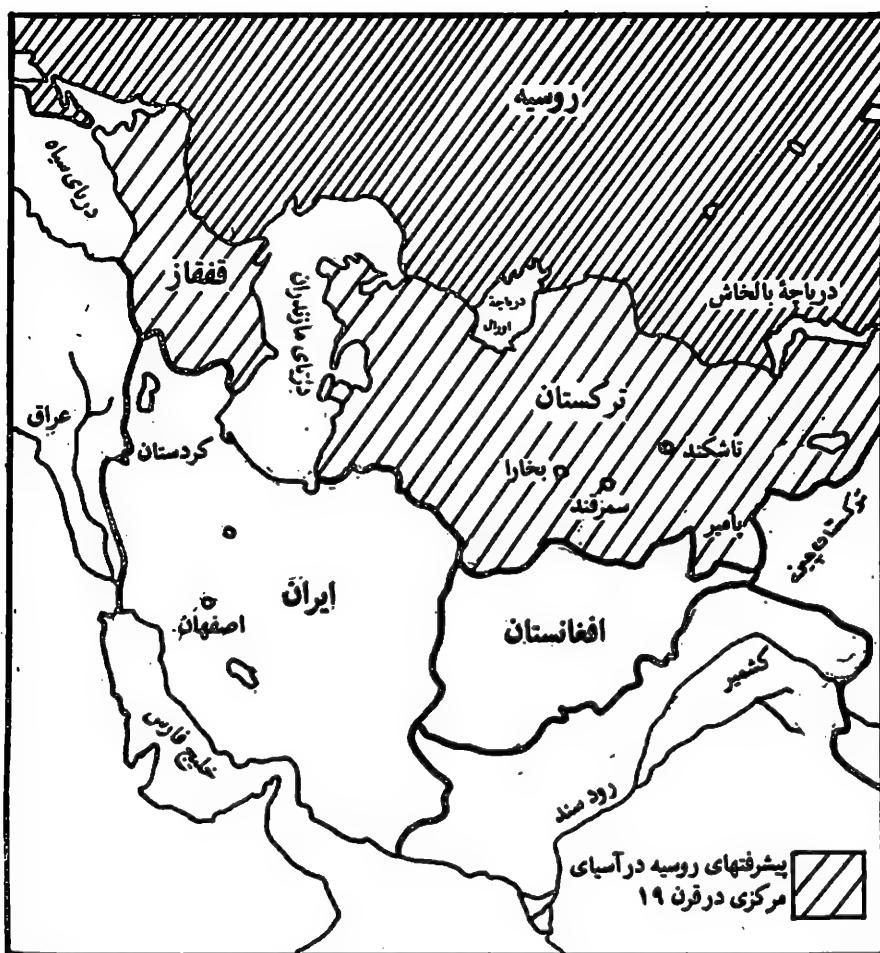 روسیه
دریای سیاه
قفقاز
دریای مازندران
دریاچهٔ
اورال
دریاچهٔ بالخاش
ترکستان
تاشکند
بخارا
سمرقند
پامیر
ترکستان چین
عراق
کردستان
ایران
اصفهان
افغانستان
کشمیر
خلیج فارس
رود سند
پیشرفتهای روسیه در آسیای
مرکزی در قرن ۱۹